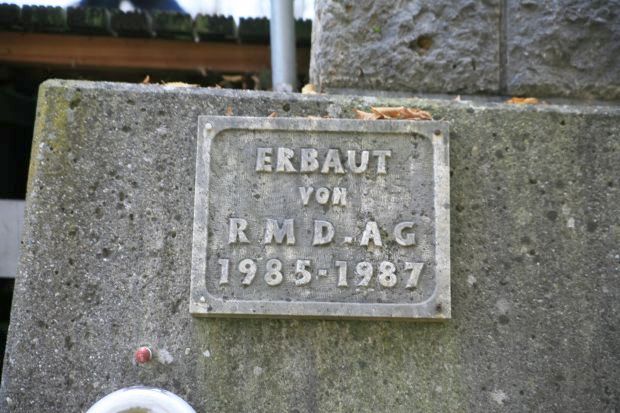 ERBAUT
VON
RMD-AG
1985-1987